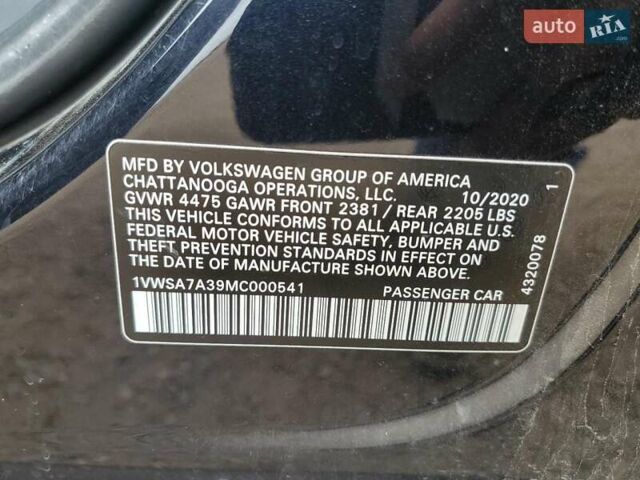 auto RIA
.com
MFD BY VOLKSWAGEN GROUP OF AMERICA
CHATTANOOGA OPERATIONS, LLC. 10/2020 1
GVWR 4475 GAWR FRONT 2381 / REAR 2205 LBS
THIS VEHICLE CONFORMS TO ALL APPLICABLE U.S.
FEDERAL MOTOR VEHICLE SAFETY, BUMPER AND
THEFT PREVENTION STANDARDS IN EFFECT ON
THE DATE OF MANUFACTURE SHOWN ABOVE.
1VWSA7A39MC000541 PASSENGER CAR
4320078